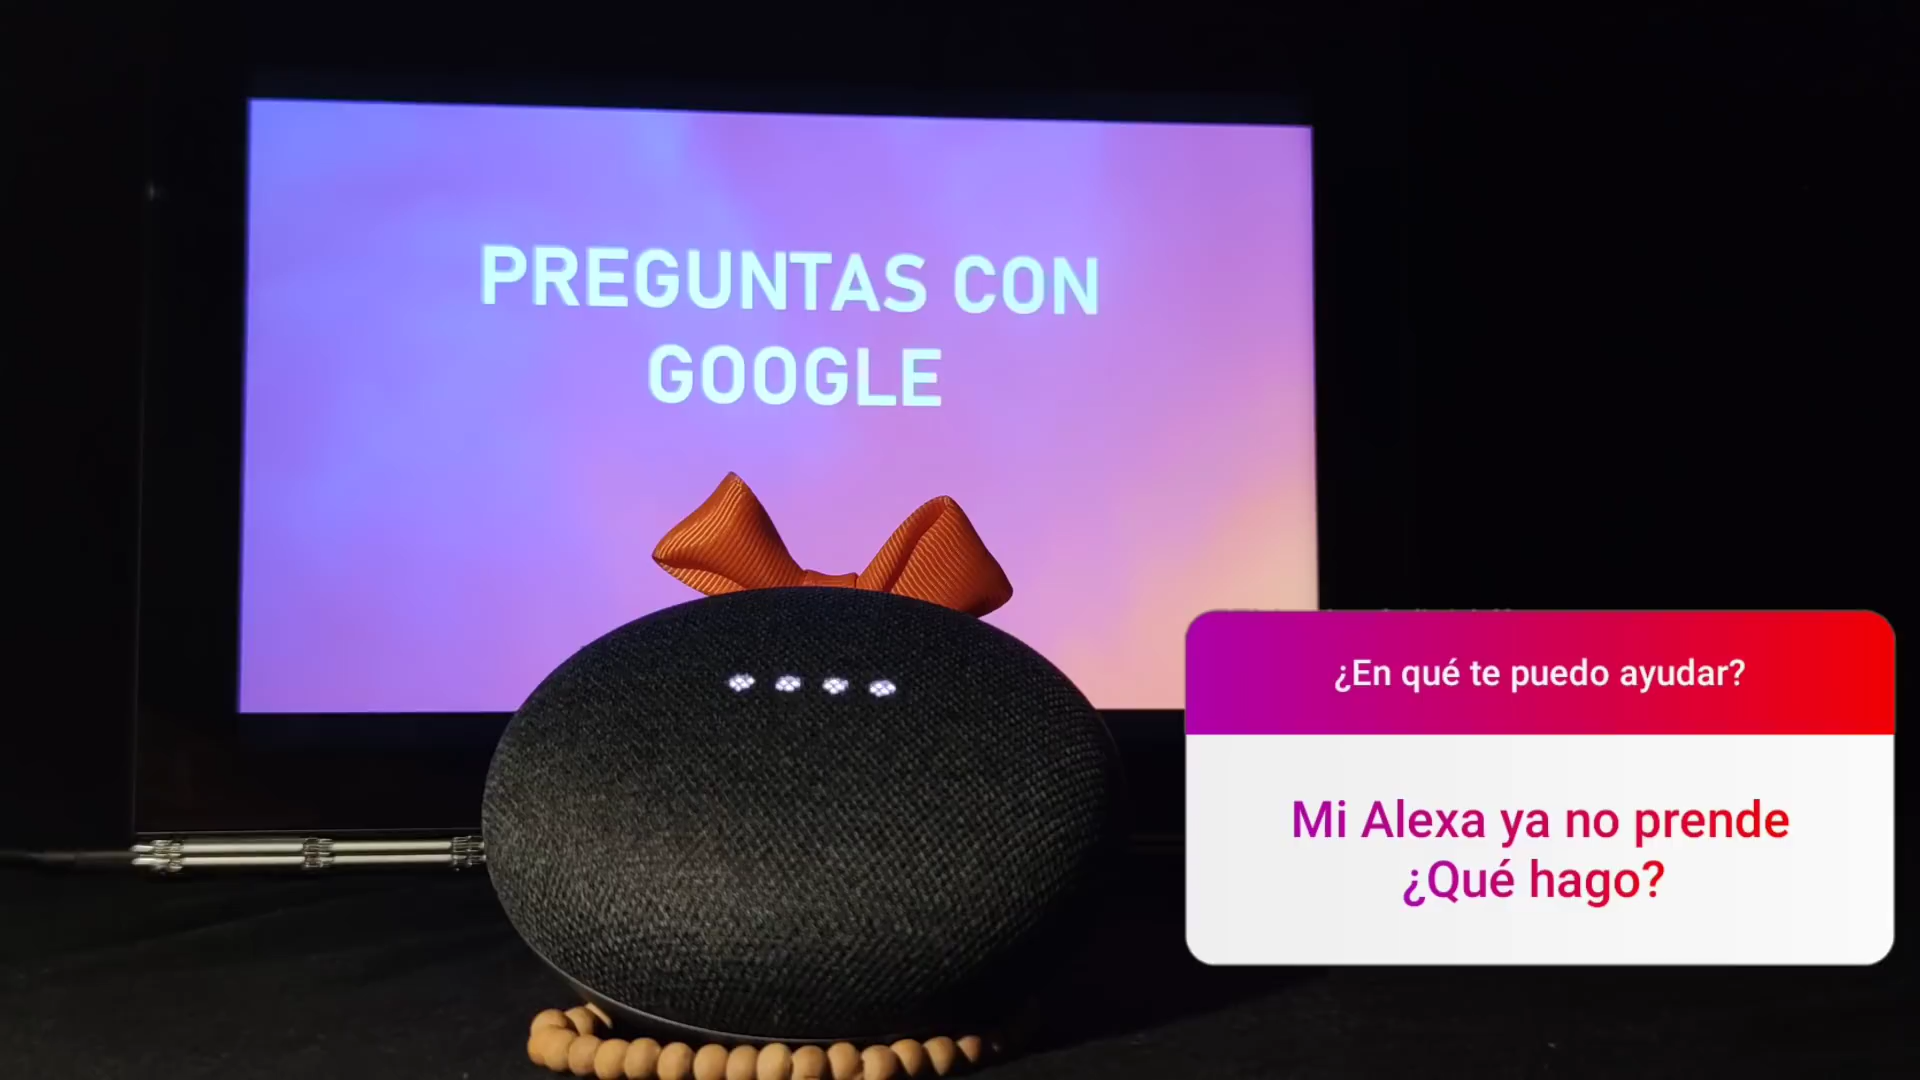 PREGUNTAS CON
GOOGLE
¿En qué te puedo ayudar?
Mi Alexa ya no prende
¿Qué hago?